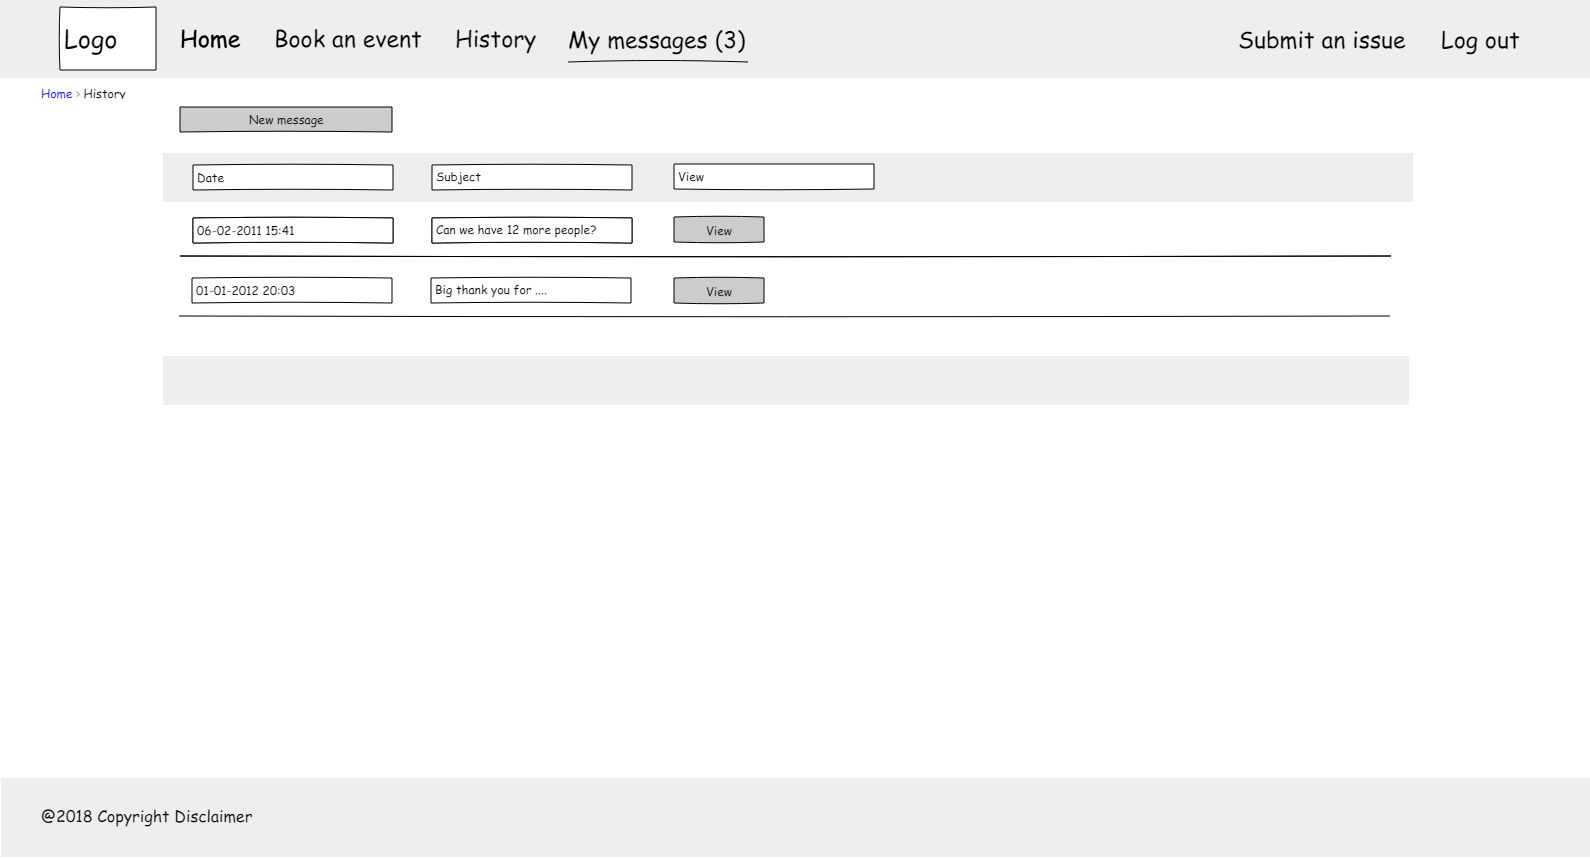 Logo Home Book an event History My messages (3) Submit an issue Log out
Home > History
New message
Date Subject View
06-02-2011 15:41 Can we have 12 more people? View
01-01-2012 20:03 Big thank you for .... View
@2018 Copyright Disclaimer